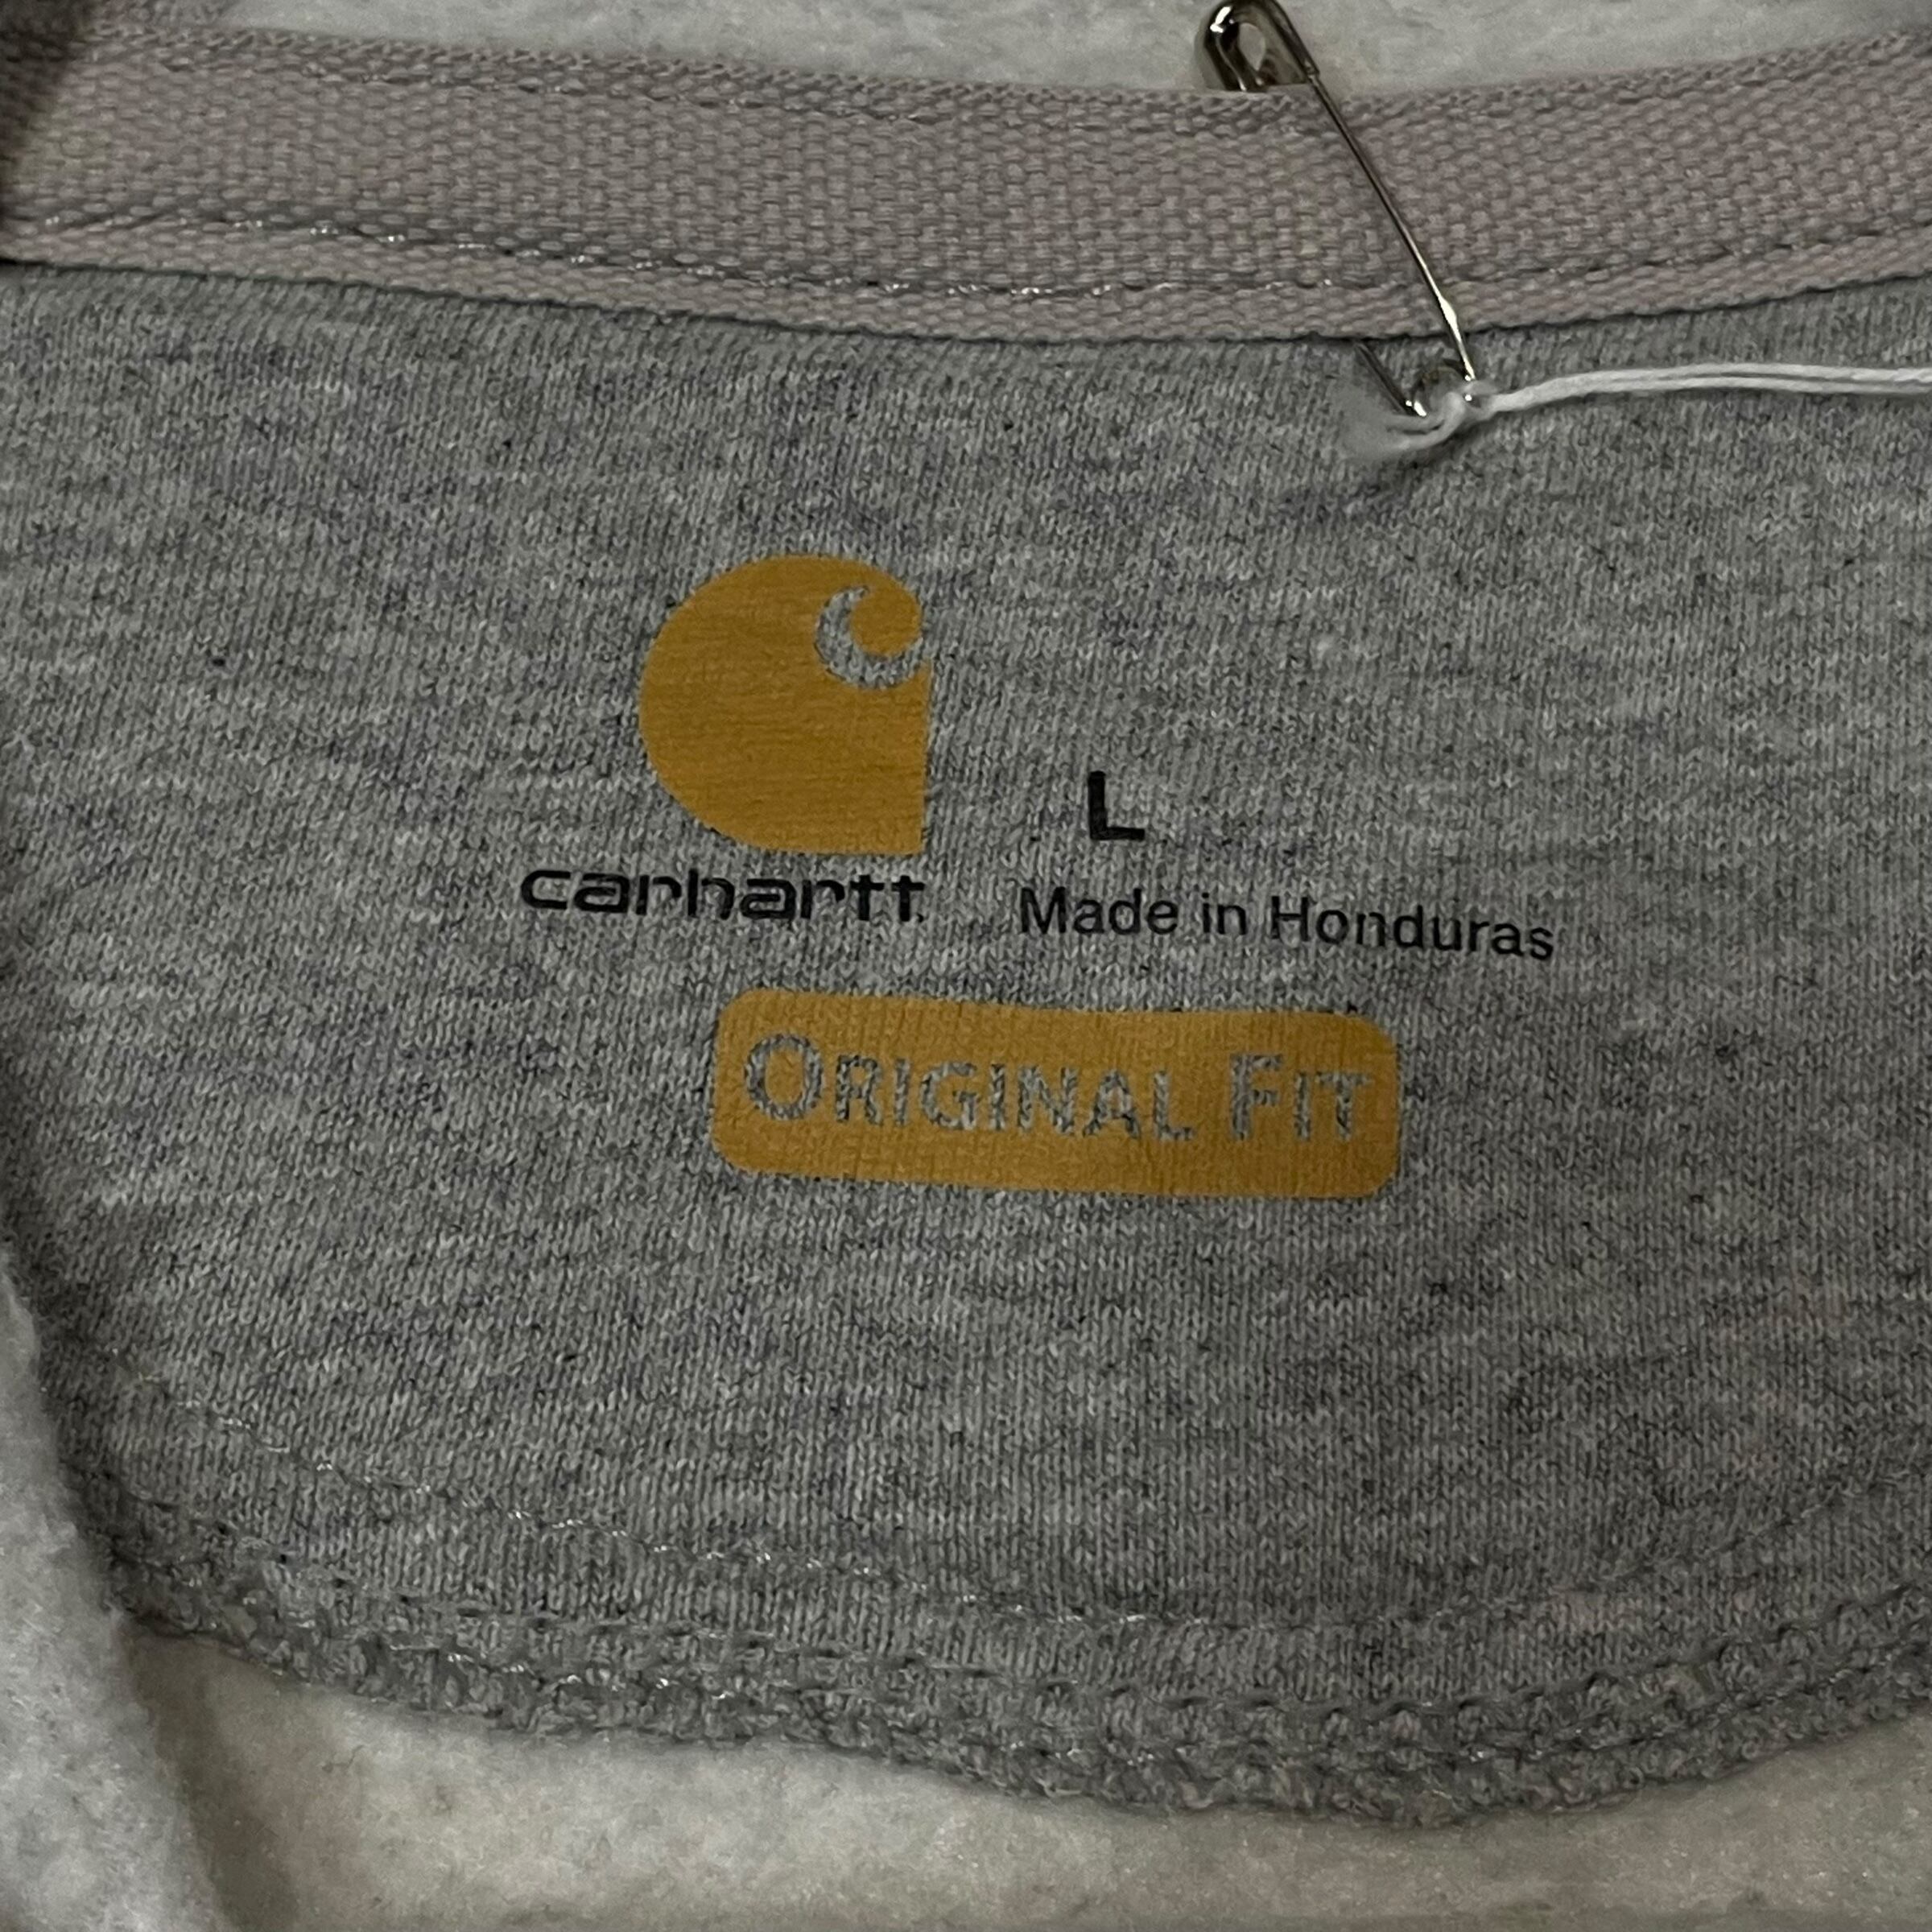 L
carhartt
Made in Honduras
ORIGINAL FIT